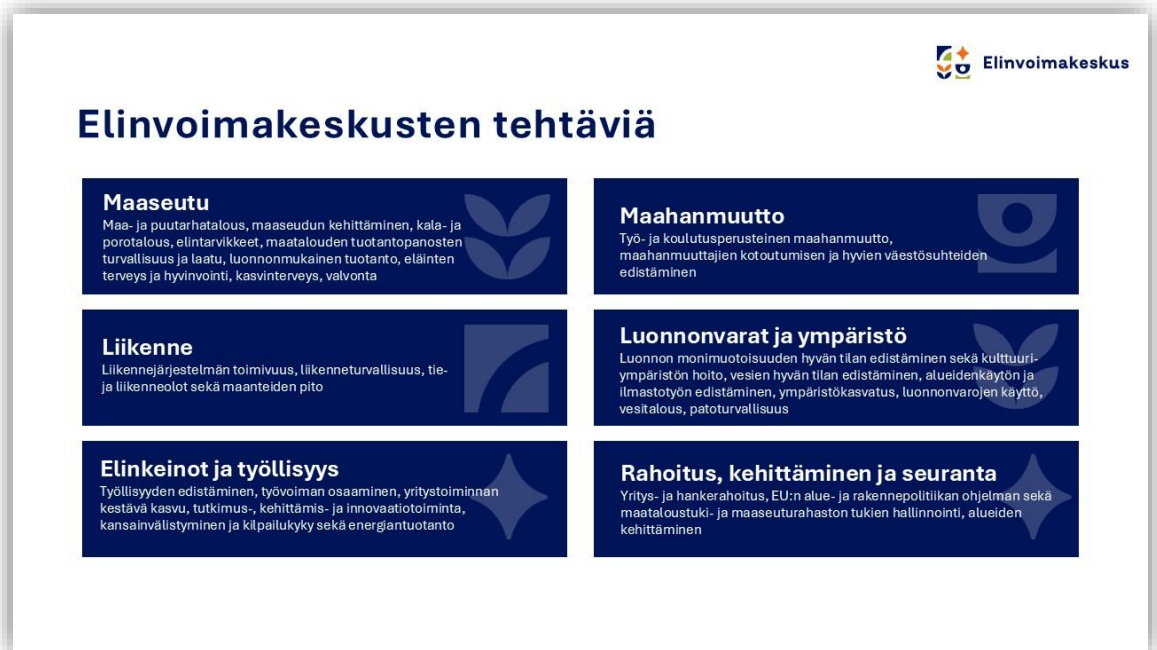 Elinvoimakeskus
Elinvoimakeskusten tehtäviä
Maaseutu
Maa- ja puutarhatalous, maaseudun kehittäminen, kala- ja
porotalous, elintarvikkeet, maatalouden tuotantopanosten
turvallisuus ja laatu, luonnonmukainen tuotanto, eläinten
terveys ja hyvinvointi, kasvinterveys, valvonta
Maahanmuutto
Työ- ja koulutusperusteinen maahanmuutto,
maahanmuuttajien kotoutumisen ja hyvien väestösuhteiden
edistäminen
Liikenne
Liikennejärjestelmän toimivuus, liikenneturvallisuus, tie-
ja liikenneolot sekä maanteiden pito
Luonnonvarat ja ympäristö
Luonnon monimuotoisuuden hyvän tilan edistäminen sekä kulttuuri-
ympäristön hoito, vesien hyvän tilan edistäminen, alueidenkäytön ja
ilmastotyön edistäminen, ympäristökasvatus, luonnonvarojen käyttö,
vesitalous, patoturvallisuus
Elinkeinot ja työllisyys
Työllisyyden edistäminen, työvoiman osaaminen, yritystoiminnan
kestävä kasvu, tutkimus-, kehittämis- ja innovaatiotoiminta,
kansainvälistyminen ja kilpailukyky sekä energiantuotanto
Rahoitus, kehittäminen ja seuranta
Yritys- ja hankerahoitus, EU:n alue- ja rakennepolitiikan ohjelman sekä
maataloustuki- ja maaseuturahaston tukien hallinnointi, alueiden
kehittäminen